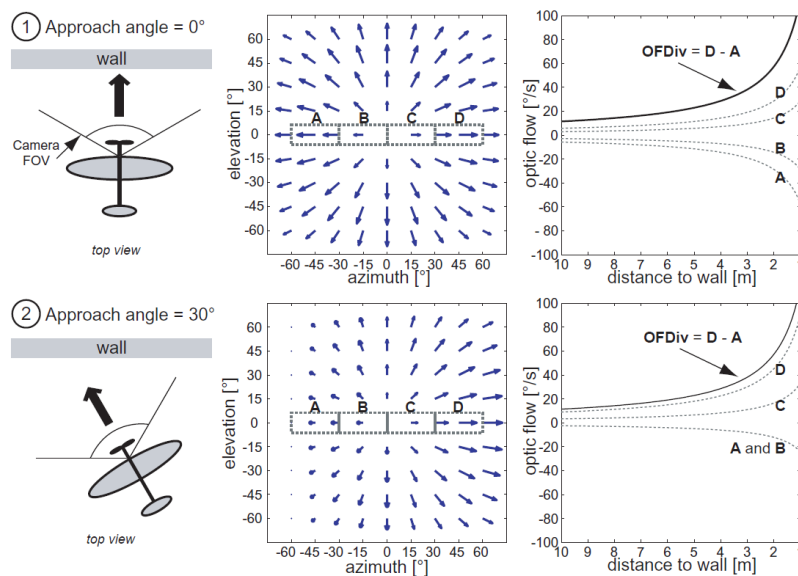 1 Approach angle = 0°
wall
Camera
FOV
top view
elevation [°]
60
45
30
15
0
-15
-30
-45
-60
A B C D
-60 -45 -30 -15 0 15 30 45 60
azimuth [°]
optic flow [°/s]
100
80
60
40
20
0
-20
-40
-60
-80
-100
OFDiv = D - A
D
C
B
A
10 9 8 7 6 5 4 3 2
distance to wall [m]
2 Approach angle = 30°
wall
top view
elevation [°]
60
45
30
15
0
-15
-30
-45
-60
A B C D
-60 -45 -30 -15 0 15 30 45 60
azimuth [°]
optic flow [°/s]
100
80
60
40
20
0
-20
-40
-60
-80
-100
OFDiv = D - A
D
C
A and B
10 9 8 7 6 5 4 3 2
distance to wall [m]